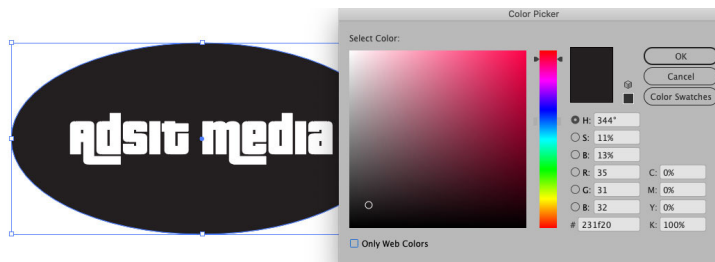 Color Picker
Select Color:
Adsit media
OK
Cancel
Color Swatches
H: 344°
S: 11%
B: 13%
R: 35 C: 0%
G: 31 M: 0%
B: 32 Y: 0%
# 231f20 K: 100%
Only Web Colors